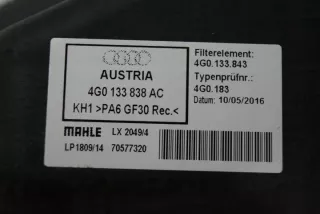 AUSTRIA
4G0 133 838 AC
KH1 >PA6 GF30 Rec.<
Filterelement:
4G0.133.843
Typenprüfnr.:
4G0.183
Datum: 10/05/2016
MAHLE LX 2049/4
LP1809/14 70577320